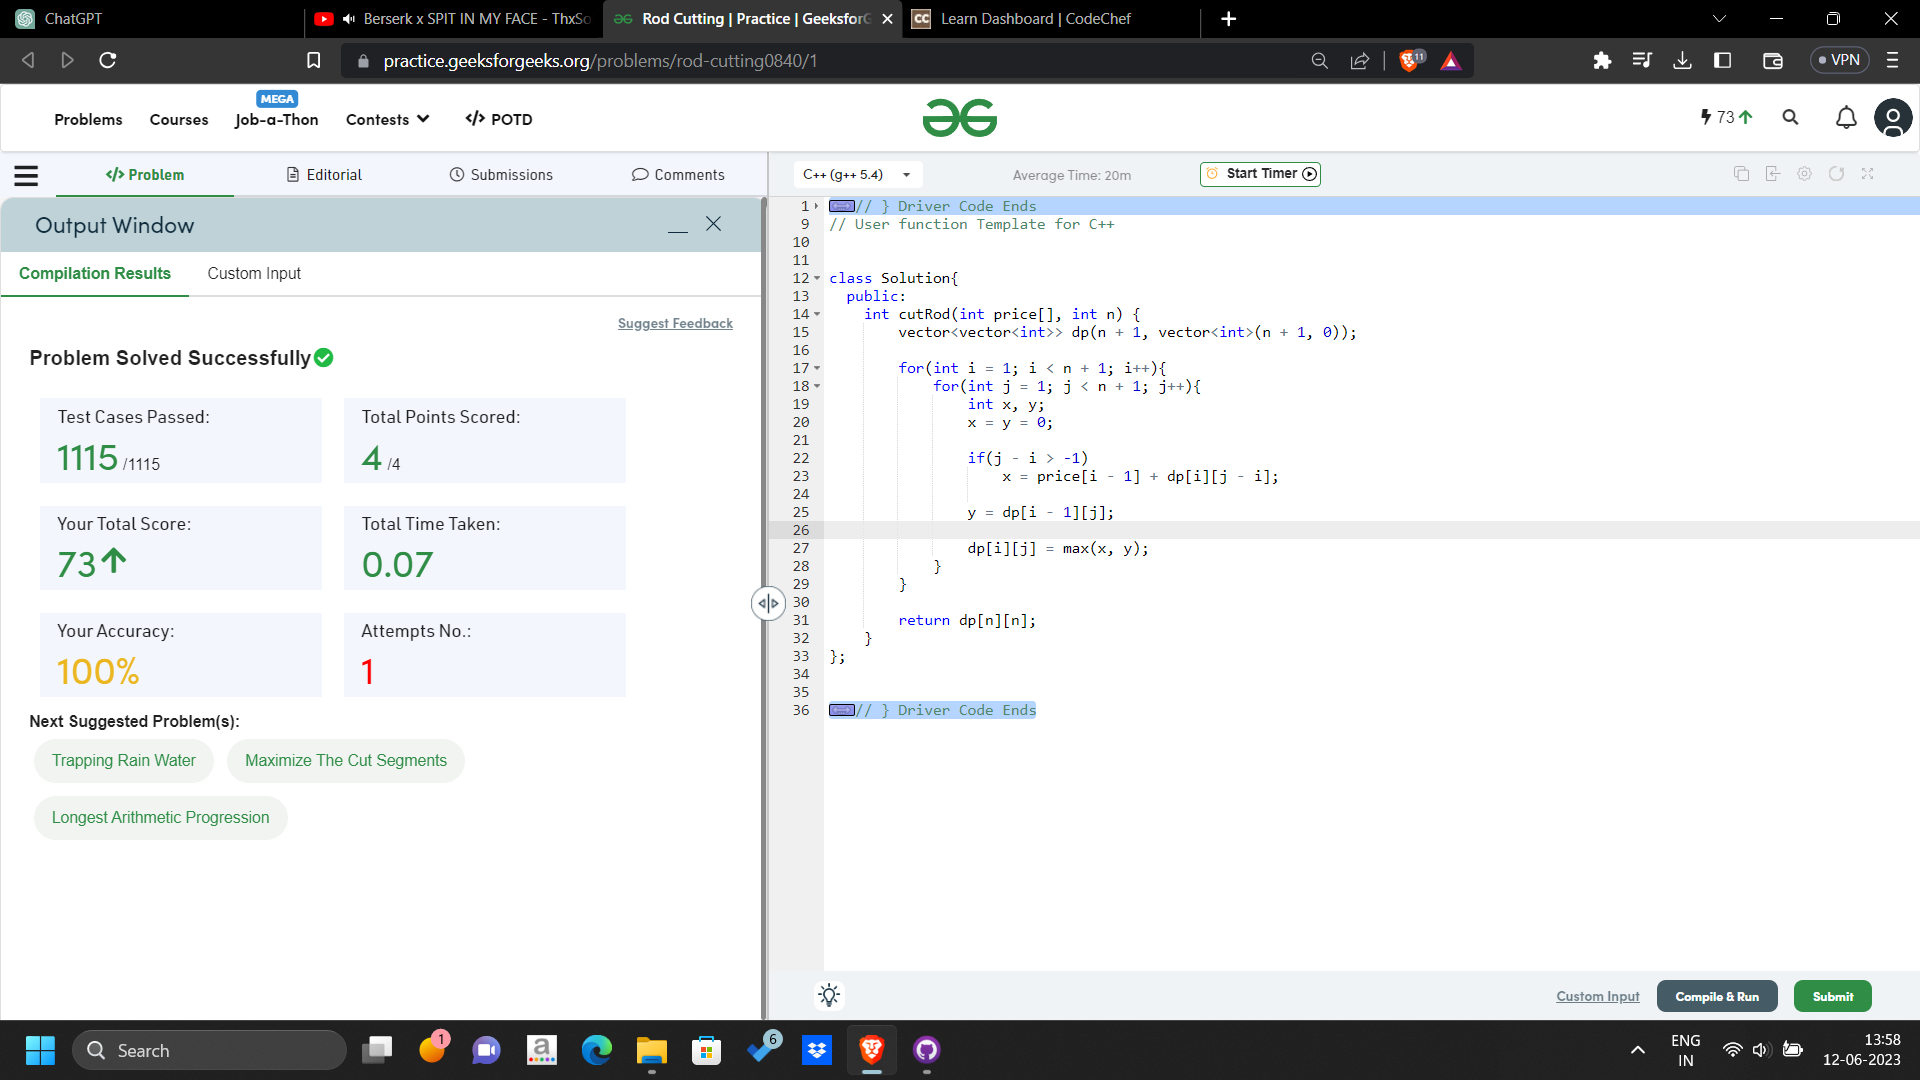 ChatGPT
Berserk x SPIT IN MY FACE - ThxSo
Rod Cutting | Practice | GeeksforG
CC Learn Dashboard | CodeChef
practice.geeksforgeeks.org/problems/rod-cutting0840/1
11
VPN
MEGA
Problems
Courses
Job-a-Thon
Contests
</> POTD
73
</> Problem
Editorial
Submissions
Comments
C++ (g++ 5.4)
Average Time: 20m
Start Timer
Output Window
Compilation Results
Custom Input
Suggest Feedback
Problem Solved Successfully
Test Cases Passed:
1115 /1115
Total Points Scored:
4 /4
Your Total Score:
73
Total Time Taken:
0.07
Your Accuracy:
100%
Attempts No.:
1
Next Suggested Problem(s):
Trapping Rain Water
Maximize The Cut Segments
Longest Arithmetic Progression
1 // } Driver Code Ends
9 // User function Template for C++
10
11
12 class Solution{
13 public:
14 int cutRod(int price[], int n) {
15 vector<vector<int>> dp(n + 1, vector<int>(n + 1, 0));
16
17 for(int i = 1; i < n + 1; i++){
18 for(int j = 1; j < n + 1; j++){
19 int x, y;
20 x = y = 0;
21
22 if(j - i > -1)
23 x = price[i - 1] + dp[i][j - i];
24
25 y = dp[i - 1][j];
26
27 dp[i][j] = max(x, y);
28 }
29 }
30
31 return dp[n][n];
32 }
33 };
34
35
36 // } Driver Code Ends
Custom Input
Compile & Run
Submit
Search
1
a
6
ENG
IN
13:58
12-06-2023